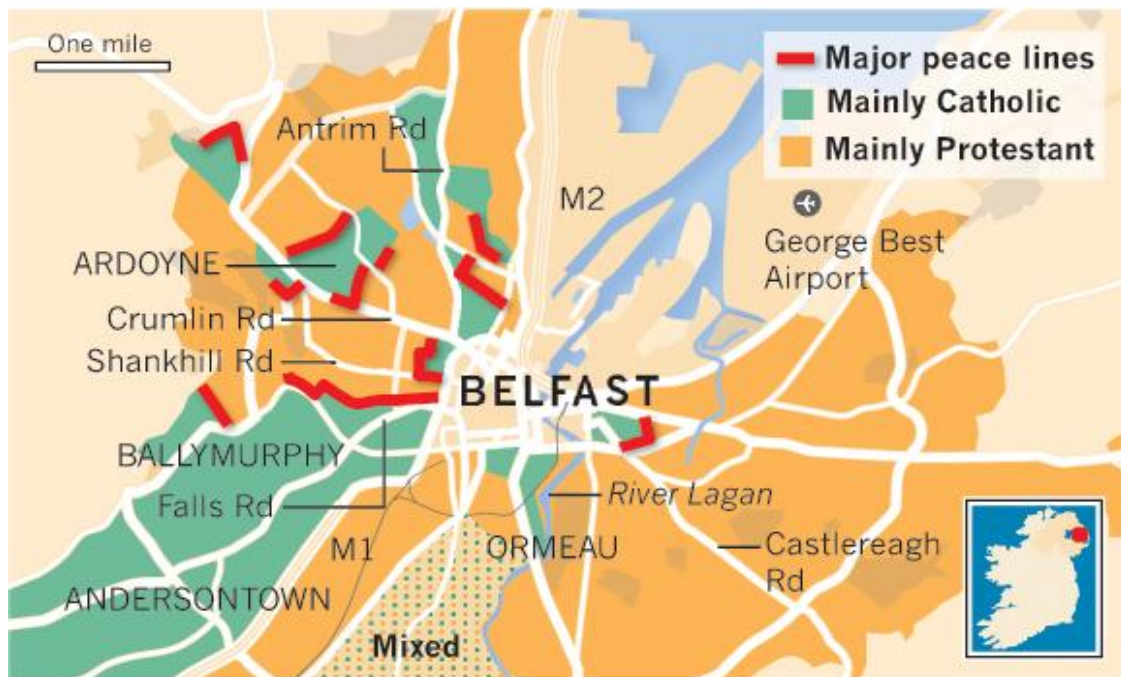 One mile
Major peace lines
Mainly Catholic
Mainly Protestant
Antrim Rd
M2
George Best
Airport
ARDOYNE
Crumlin Rd
Shankhill Rd
BELFAST
BALLYMURPHY
Falls Rd
River Lagan
M1
ORMEAU
Castlereagh
Rd
ANDERSONTOWN
Mixed